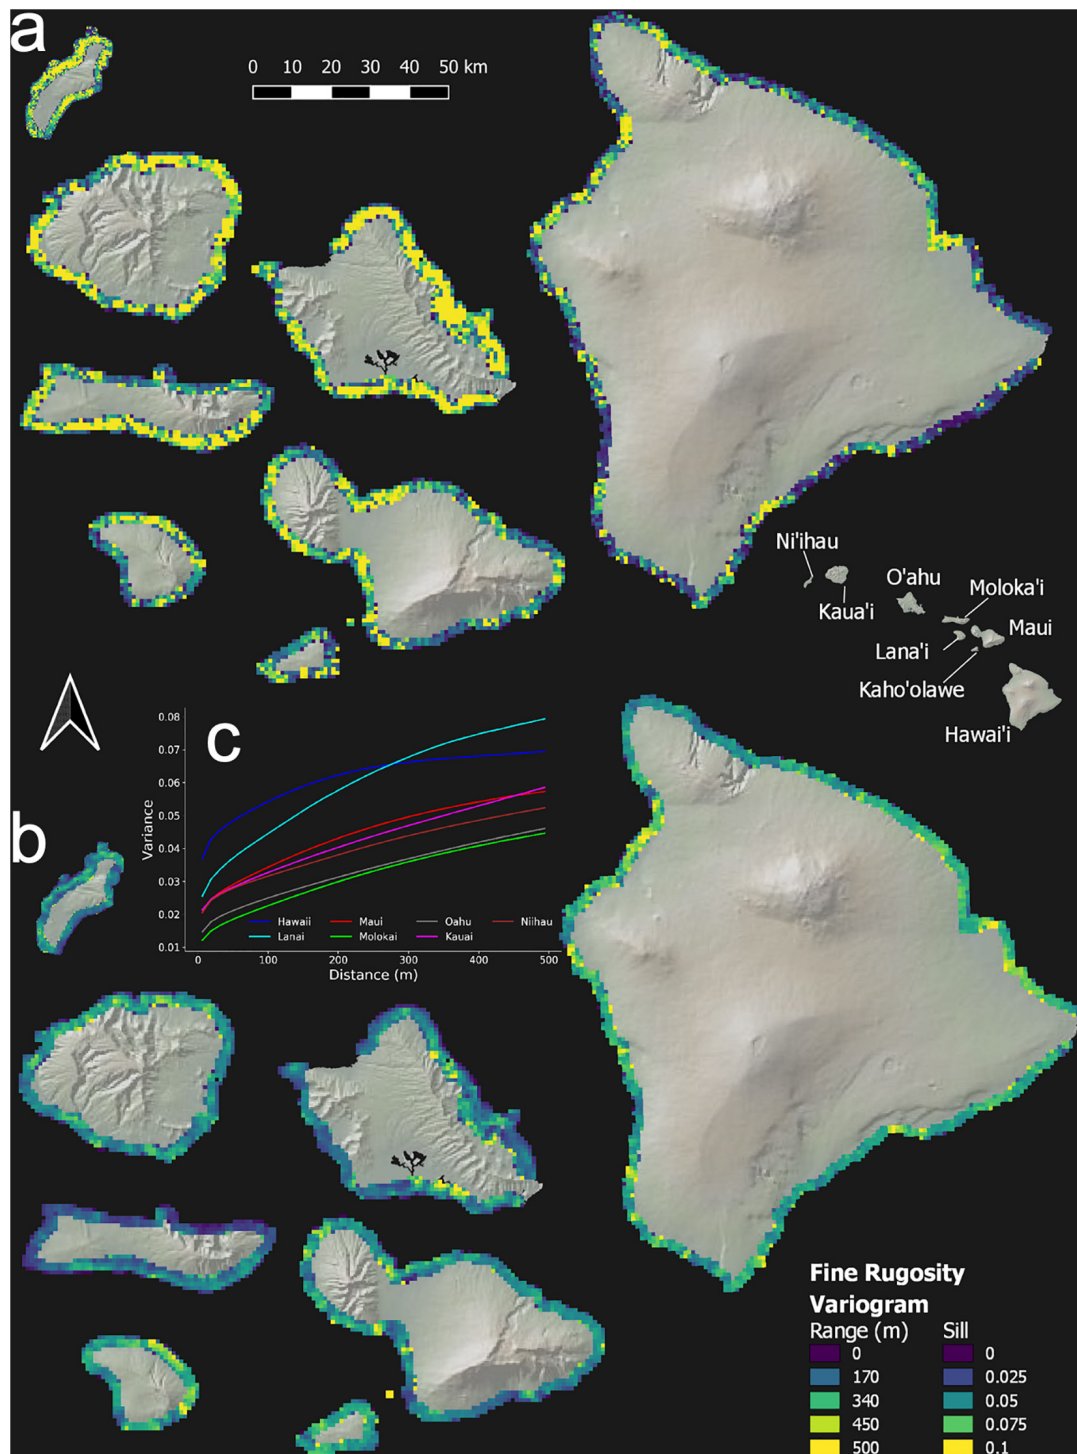 a
0 10 20 30 40 50 km
Ni'ihau
Kaua'i
O'ahu
Moloka'i
Maui
Lana'i
Kaho'olawe
Hawai'i
c
0.08
0.07
0.06
0.05
0.04
0.03
0.02
0.01
Variance
Hawaii Maui Oahu Niihau
Lanai Molokai Kauai
0 100 200 300 400 500
Distance (m)
b
Fine Rugosity
Variogram
Range (m) Sill
0 0
170 0.025
340 0.05
450 0.075
500 0.1